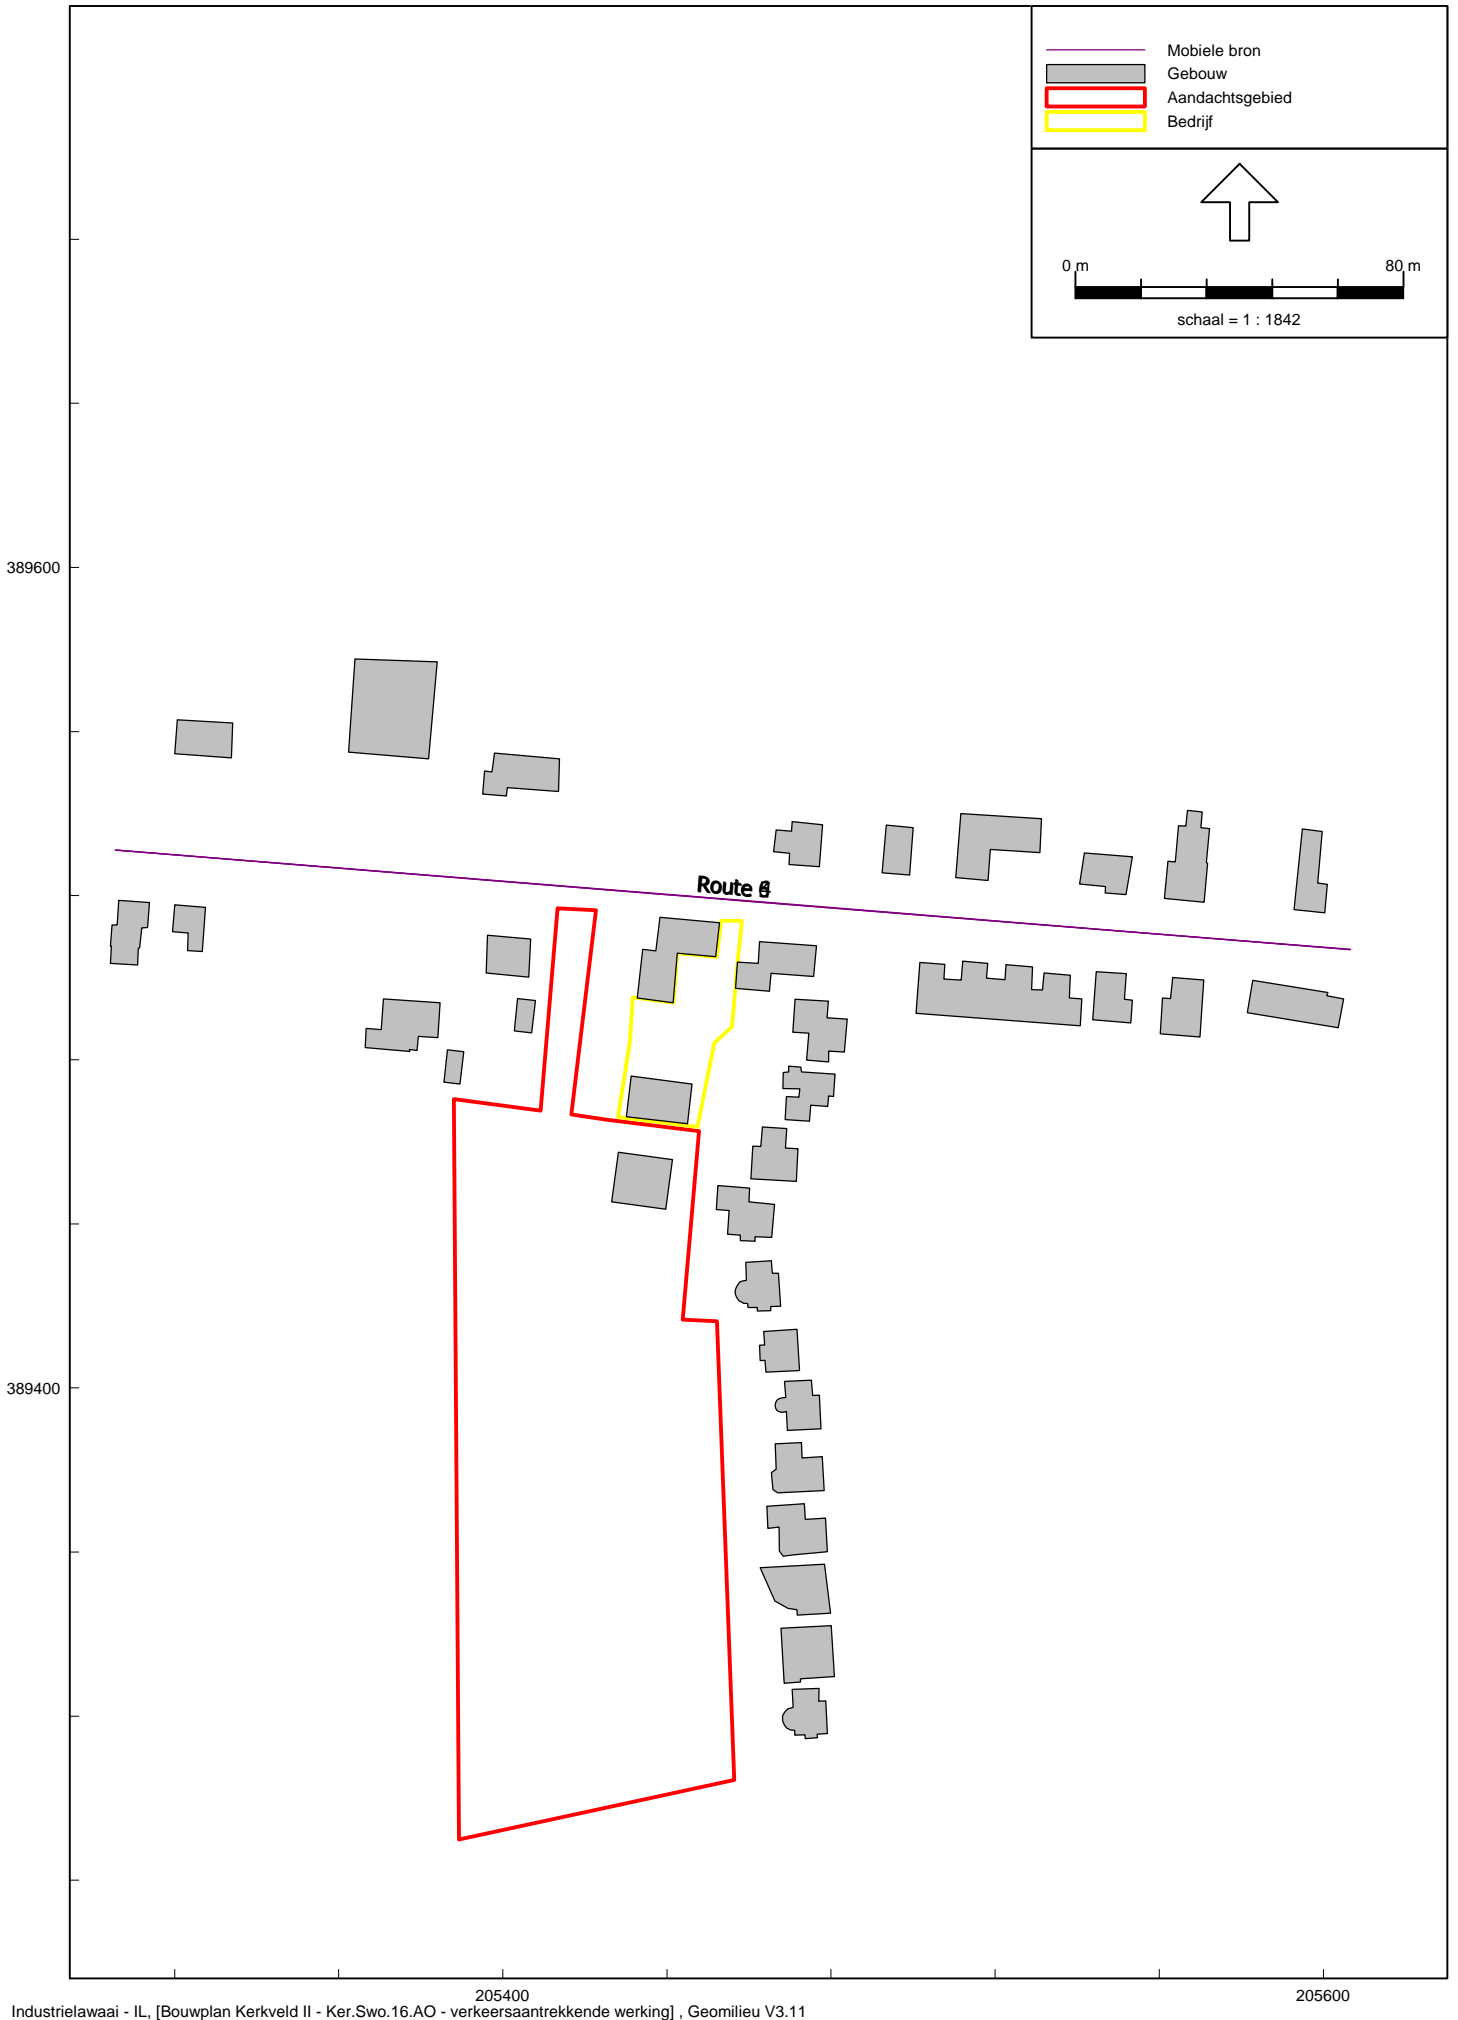 Mobiele bron
Gebouw
Aandachtsgebied
Bedrijf
0 m 80 m
schaal = 1 : 1842
389600
Route
389400
205400 205600
Industrielawaai - IL, [Bouwplan Kerkveld II - Ker.Swo.16.AO - verkeersaantrekkende werking] , Geomilieu V3.11